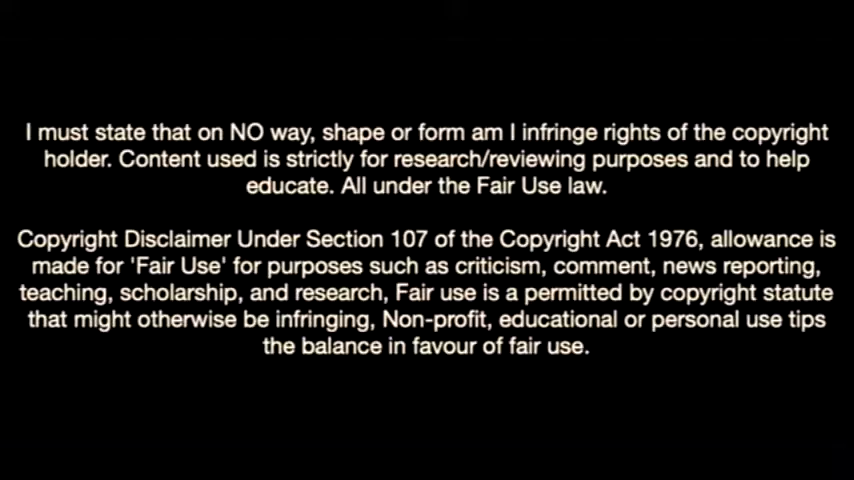 I must state that on NO way, shape or form am I infringe rights of the copyright
holder. Content used is strictly for research/reviewing purposes and to help
educate. All under the Fair Use law.
Copyright Disclaimer Under Section 107 of the Copyright Act 1976, allowance is
made for 'Fair Use' for purposes such as criticism, comment, news reporting,
teaching, scholarship, and research, Fair use is a permitted by copyright statute
that might otherwise be infringing, Non-profit, educational or personal use tips
the balance in favour of fair use.